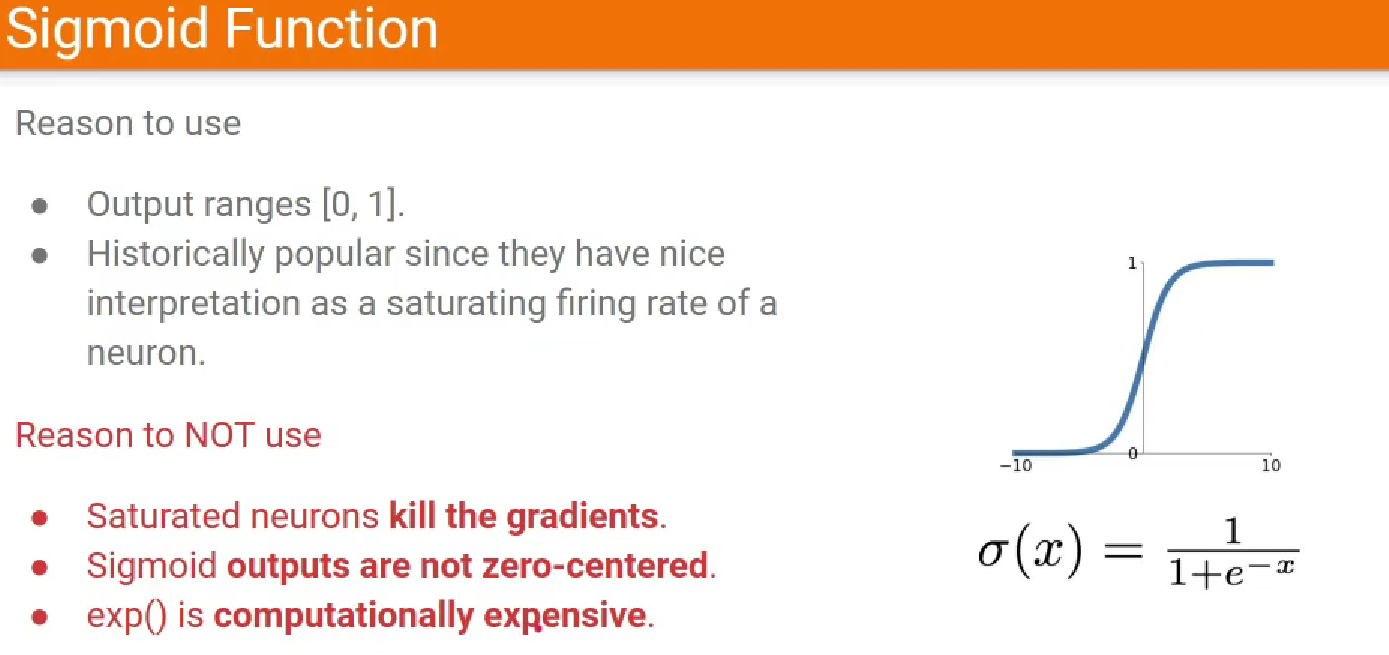 Sigmoid Function
Reason to use
● Output ranges [0, 1].
● Historically popular since they have nice
interpretation as a saturating firing rate of a
neuron.
Reason to NOT use
● Saturated neurons kill the gradients.
● Sigmoid outputs are not zero-centered.
● exp() is computationally expensive.
1
0
−10 10
σ(x) = 1/(1+e^{−x})